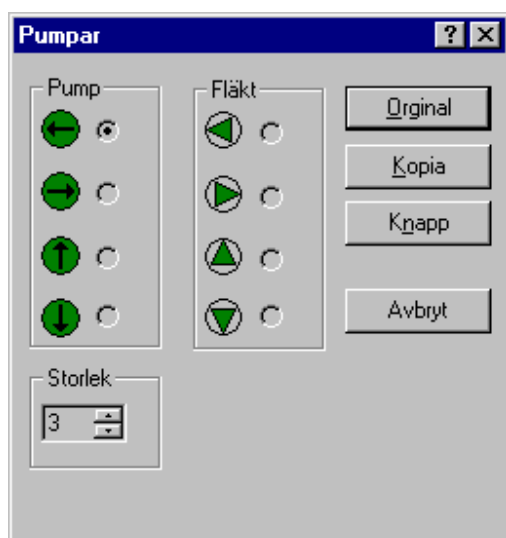 Pumpar
Pump
Fläkt
Orginal
Kopia
Knapp
Avbryt
Storlek
3